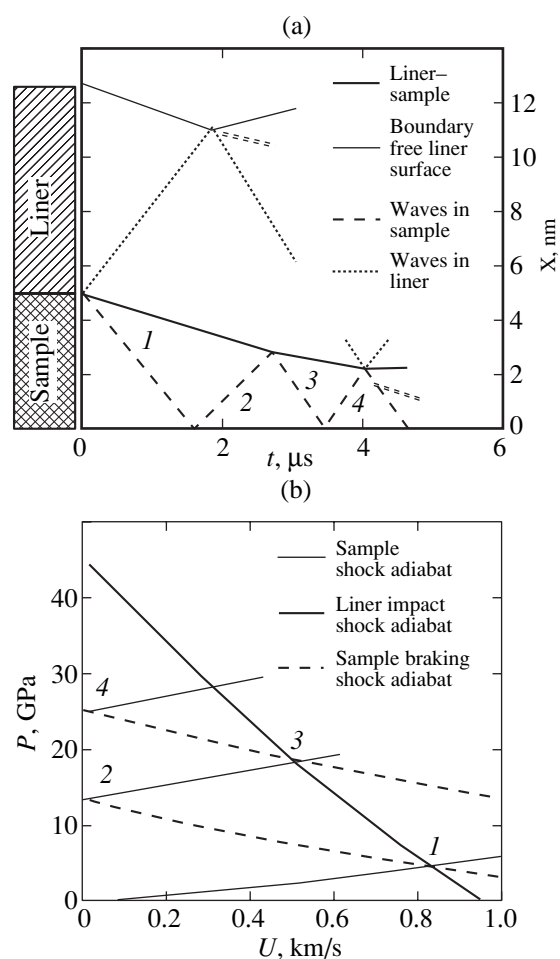 (a)
Liner
Sample
Liner–
sample
Boundary
free liner
surface
Waves in
sample
Waves in
liner
1
2
3
4
12
10
8
6
4
2
0
X, nm
0
2
4
6
t, μs
(b)
Sample
shock adiabat
Liner impact
shock adiabat
Sample braking
shock adiabat
40
30
20
10
0
P, GPa
4
2
3
1
0
0.2
0.4
0.6
0.8
1.0
U, km/s